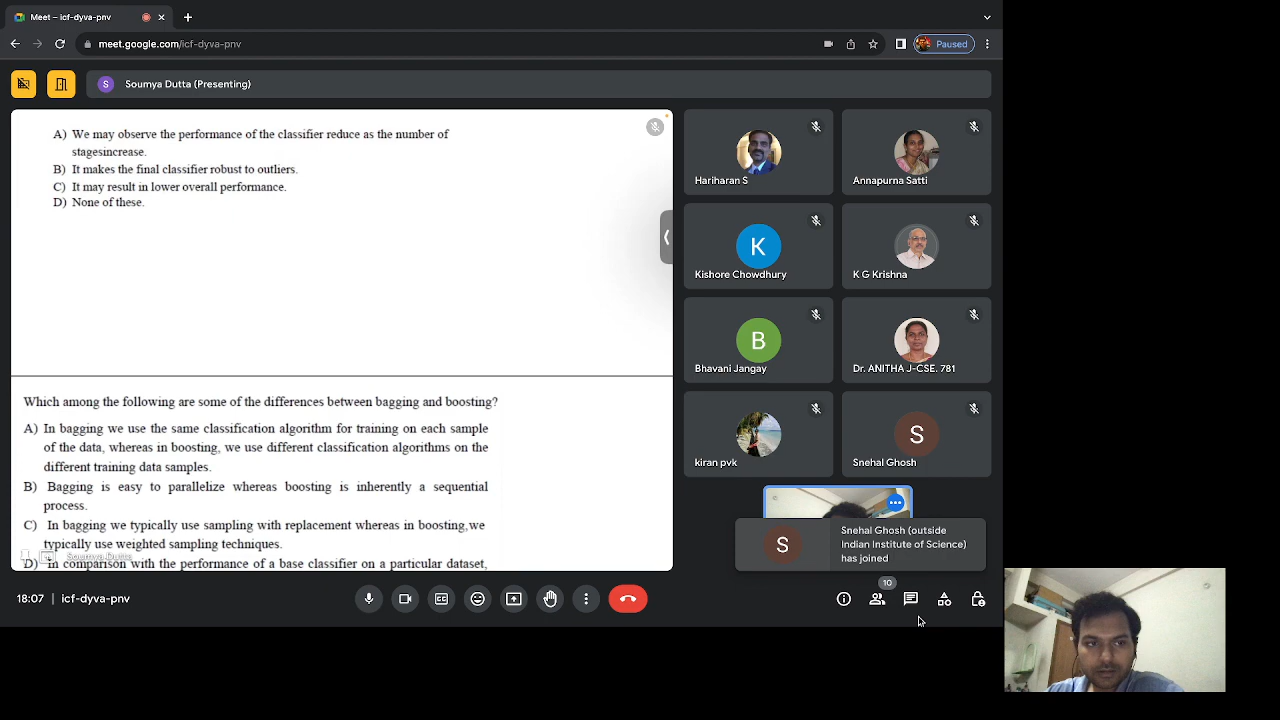 Meet – icf-dyva-pnv
meet.google.com/icf-dyva-pnv
Paused
S
Soumya Dutta (Presenting)
A) We may observe the performance of the classifier reduce as the number of
stagesincrease.
B) It makes the final classifier robust to outliers.
C) It may result in lower overall performance.
D) None of these.
Which among the following are some of the differences between bagging and boosting?
A) In bagging we use the same classification algorithm for training on each sample
of the data, whereas in boosting, we use different classification algorithms on the
different training data samples.
B) Bagging is easy to parallelize whereas boosting is inherently a sequential
process.
C) In bagging we typically use sampling with replacement whereas in boosting,we
typically use weighted sampling techniques.
D) In comparison with the performance of a base classifier on a particular dataset,
Soumya Dutta
Hariharan S
Annapurna Satti
K
Kishore Chowdhury
K G Krishna
B
Bhavani Jangay
Dr. ANITHA J-CSE. 781
kiran pvk
S
Snehal Ghosh
S
Snehal Ghosh (outside
Indian Institute of Science)
has joined
18:07 | icf-dyva-pnv
10